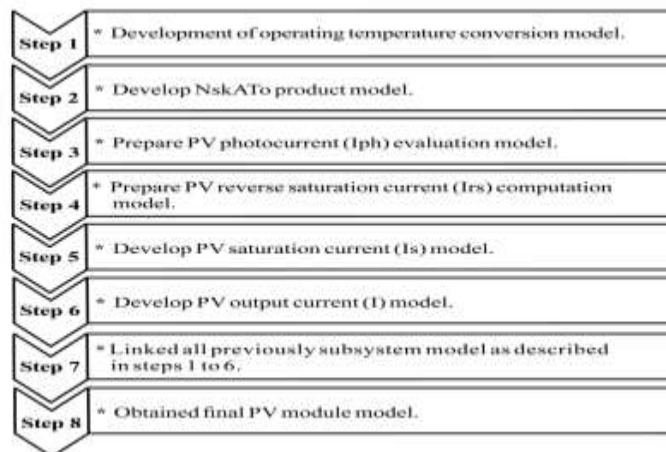 Step 1
* Development of operating temperature conversion model.
Step 2
* Develop NskATo product model.
Step 3
* Prepare PV photocurrent (Iph) evaluation model.
Step 4
* Prepare PV reverse saturation current (Irs) computation
model.
Step 5
* Develop PV saturation current (Is) model.
Step 6
* Develop PV output current (I) model.
Step 7
* Linked all previously subsystem model as described
in steps 1 to 6.
Step 8
* Obtained final PV module model.